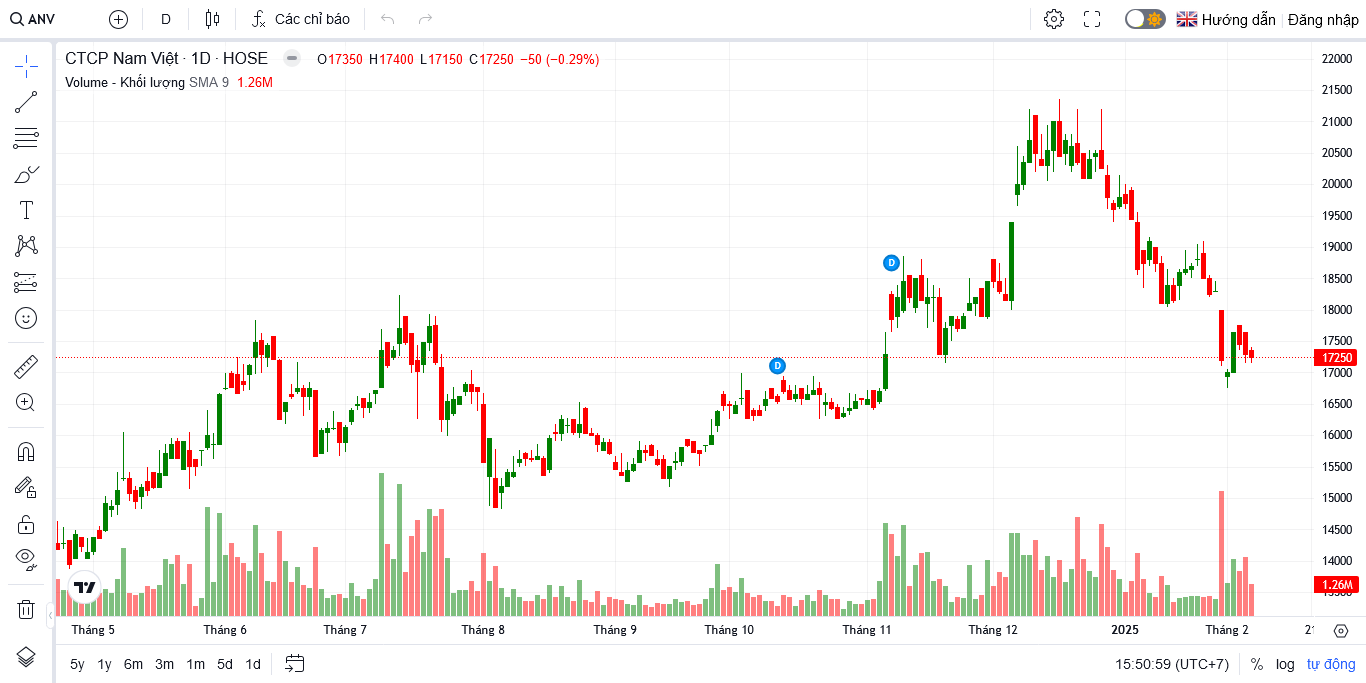 ANV D Các chỉ báo Hướng dẫn Đăng nhập
CTCP Nam Việt · 1D · HOSE O17350 H17400 L17150 C17250 −50 (−0.29%)
Volume - Khối lượng SMA 9 1.26M
22000
21500
21000
20500
20000
19500
19000
18500
18000
17500
17250
17000
16500
16000
15500
15000
14500
14000
1.26M
D
D
Tháng 5 Tháng 6 Tháng 7 Tháng 8 Tháng 9 Tháng 10 Tháng 11 Tháng 12 2025 Tháng 2
5y 1y 6m 3m 1m 5d 1d 15:50:59 (UTC+7) % log tự động